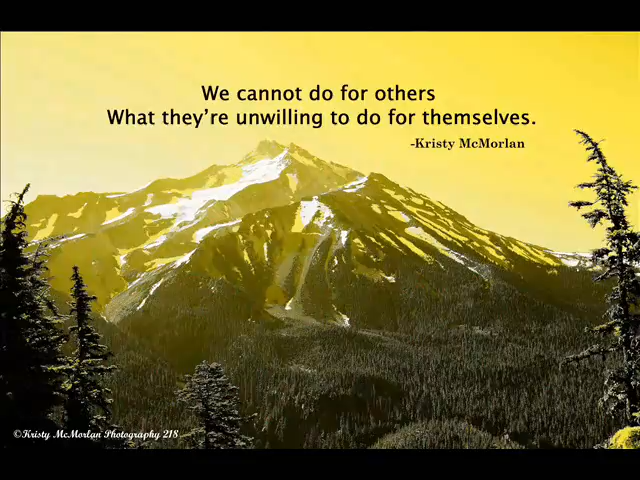 We cannot do for others
What they're unwilling to do for themselves.
-Kristy McMorlan
©Kristy McMorlan Photography 218